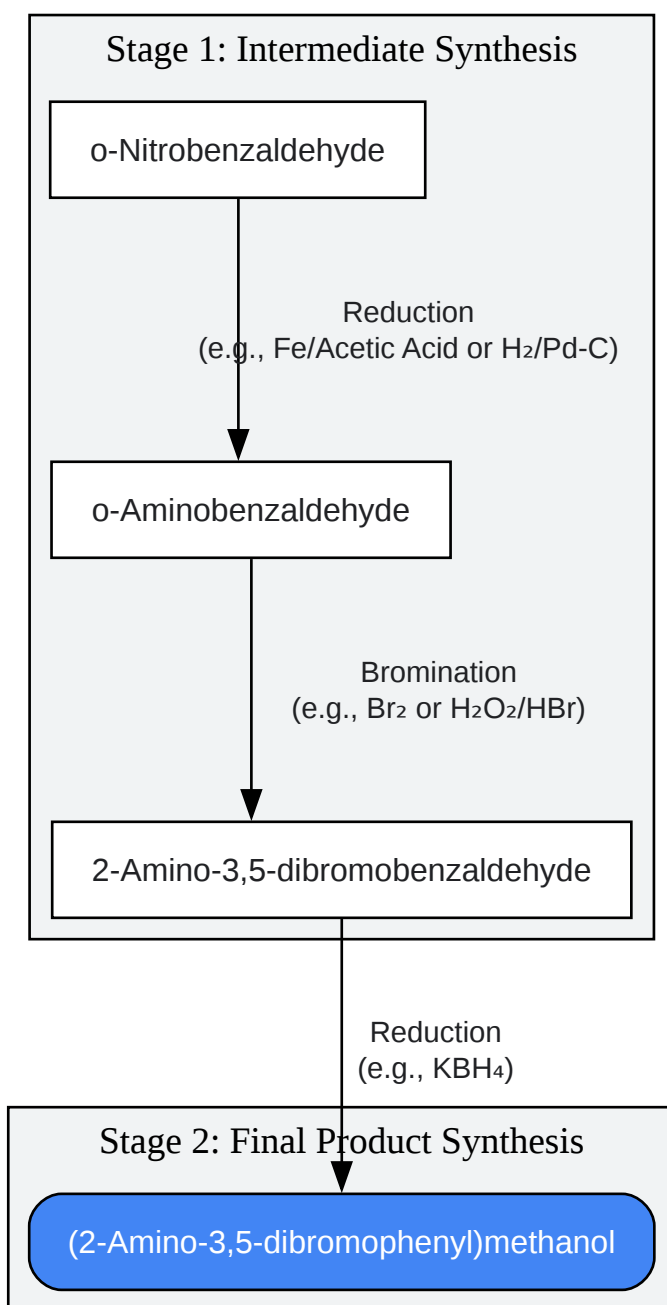 Stage 1: Intermediate Synthesis
o-Nitrobenzaldehyde
Reduction
(e.g., Fe/Acetic Acid or H₂/Pd-C)
o-Aminobenzaldehyde
Bromination
(e.g., Br₂ or H₂O₂/HBr)
2-Amino-3,5-dibromobenzaldehyde
Reduction
(e.g., KBH₄)
Stage 2: Final Product Synthesis
(2-Amino-3,5-dibromophenyl)methanol